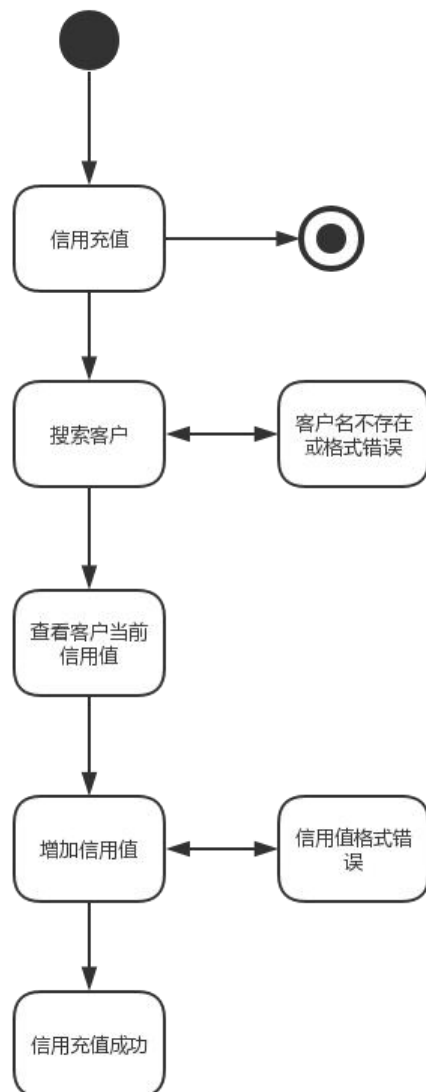 信用充值
搜索客户
客户名不存在
或格式错误
查看客户当前
信用值
增加信用值
信用值格式错
误
信用充值成功